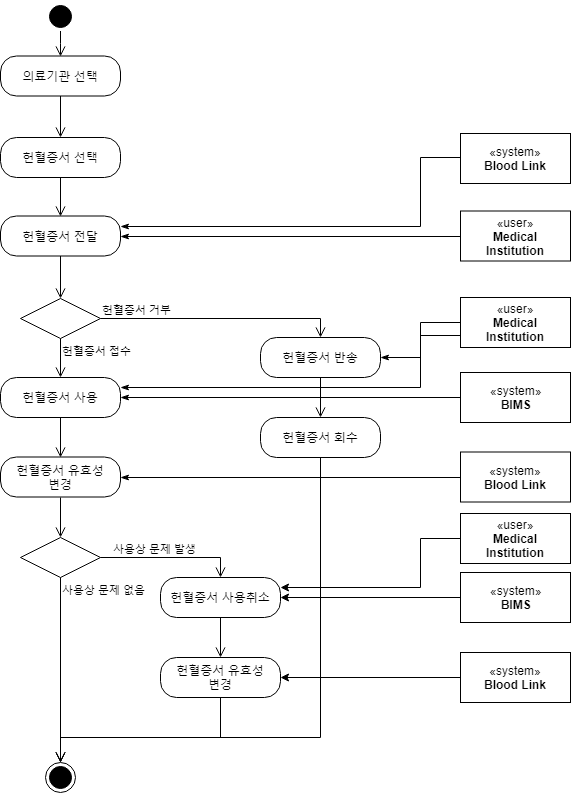 의료기관 선택
헌혈증서 선택
«system»
Blood Link
헌혈증서 전달
«user»
Medical
Institution
헌혈증서 거부
헌혈증서 접수
«user»
Medical
Institution
헌혈증서 반송
헌혈증서 사용
«system»
BIMS
헌혈증서 회수
헌혈증서 유효성
변경
«system»
Blood Link
사용상 문제 발생
«user»
Medical
Institution
사용상 문제 없음
헌혈증서 사용취소
«system»
BIMS
헌혈증서 유효성
변경
«system»
Blood Link